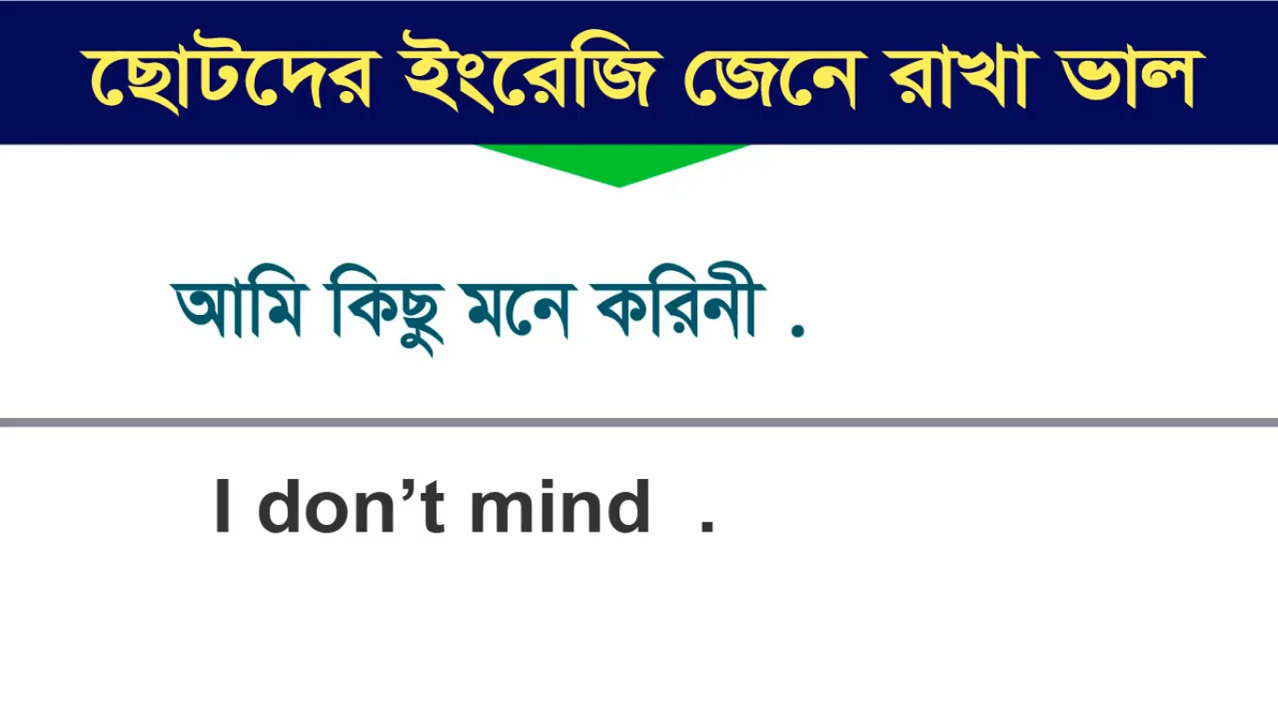 ছোটদের ইংরেজি জেনে রাখা ভাল
আমি কিছু মনে করিনী .
I don’t mind .